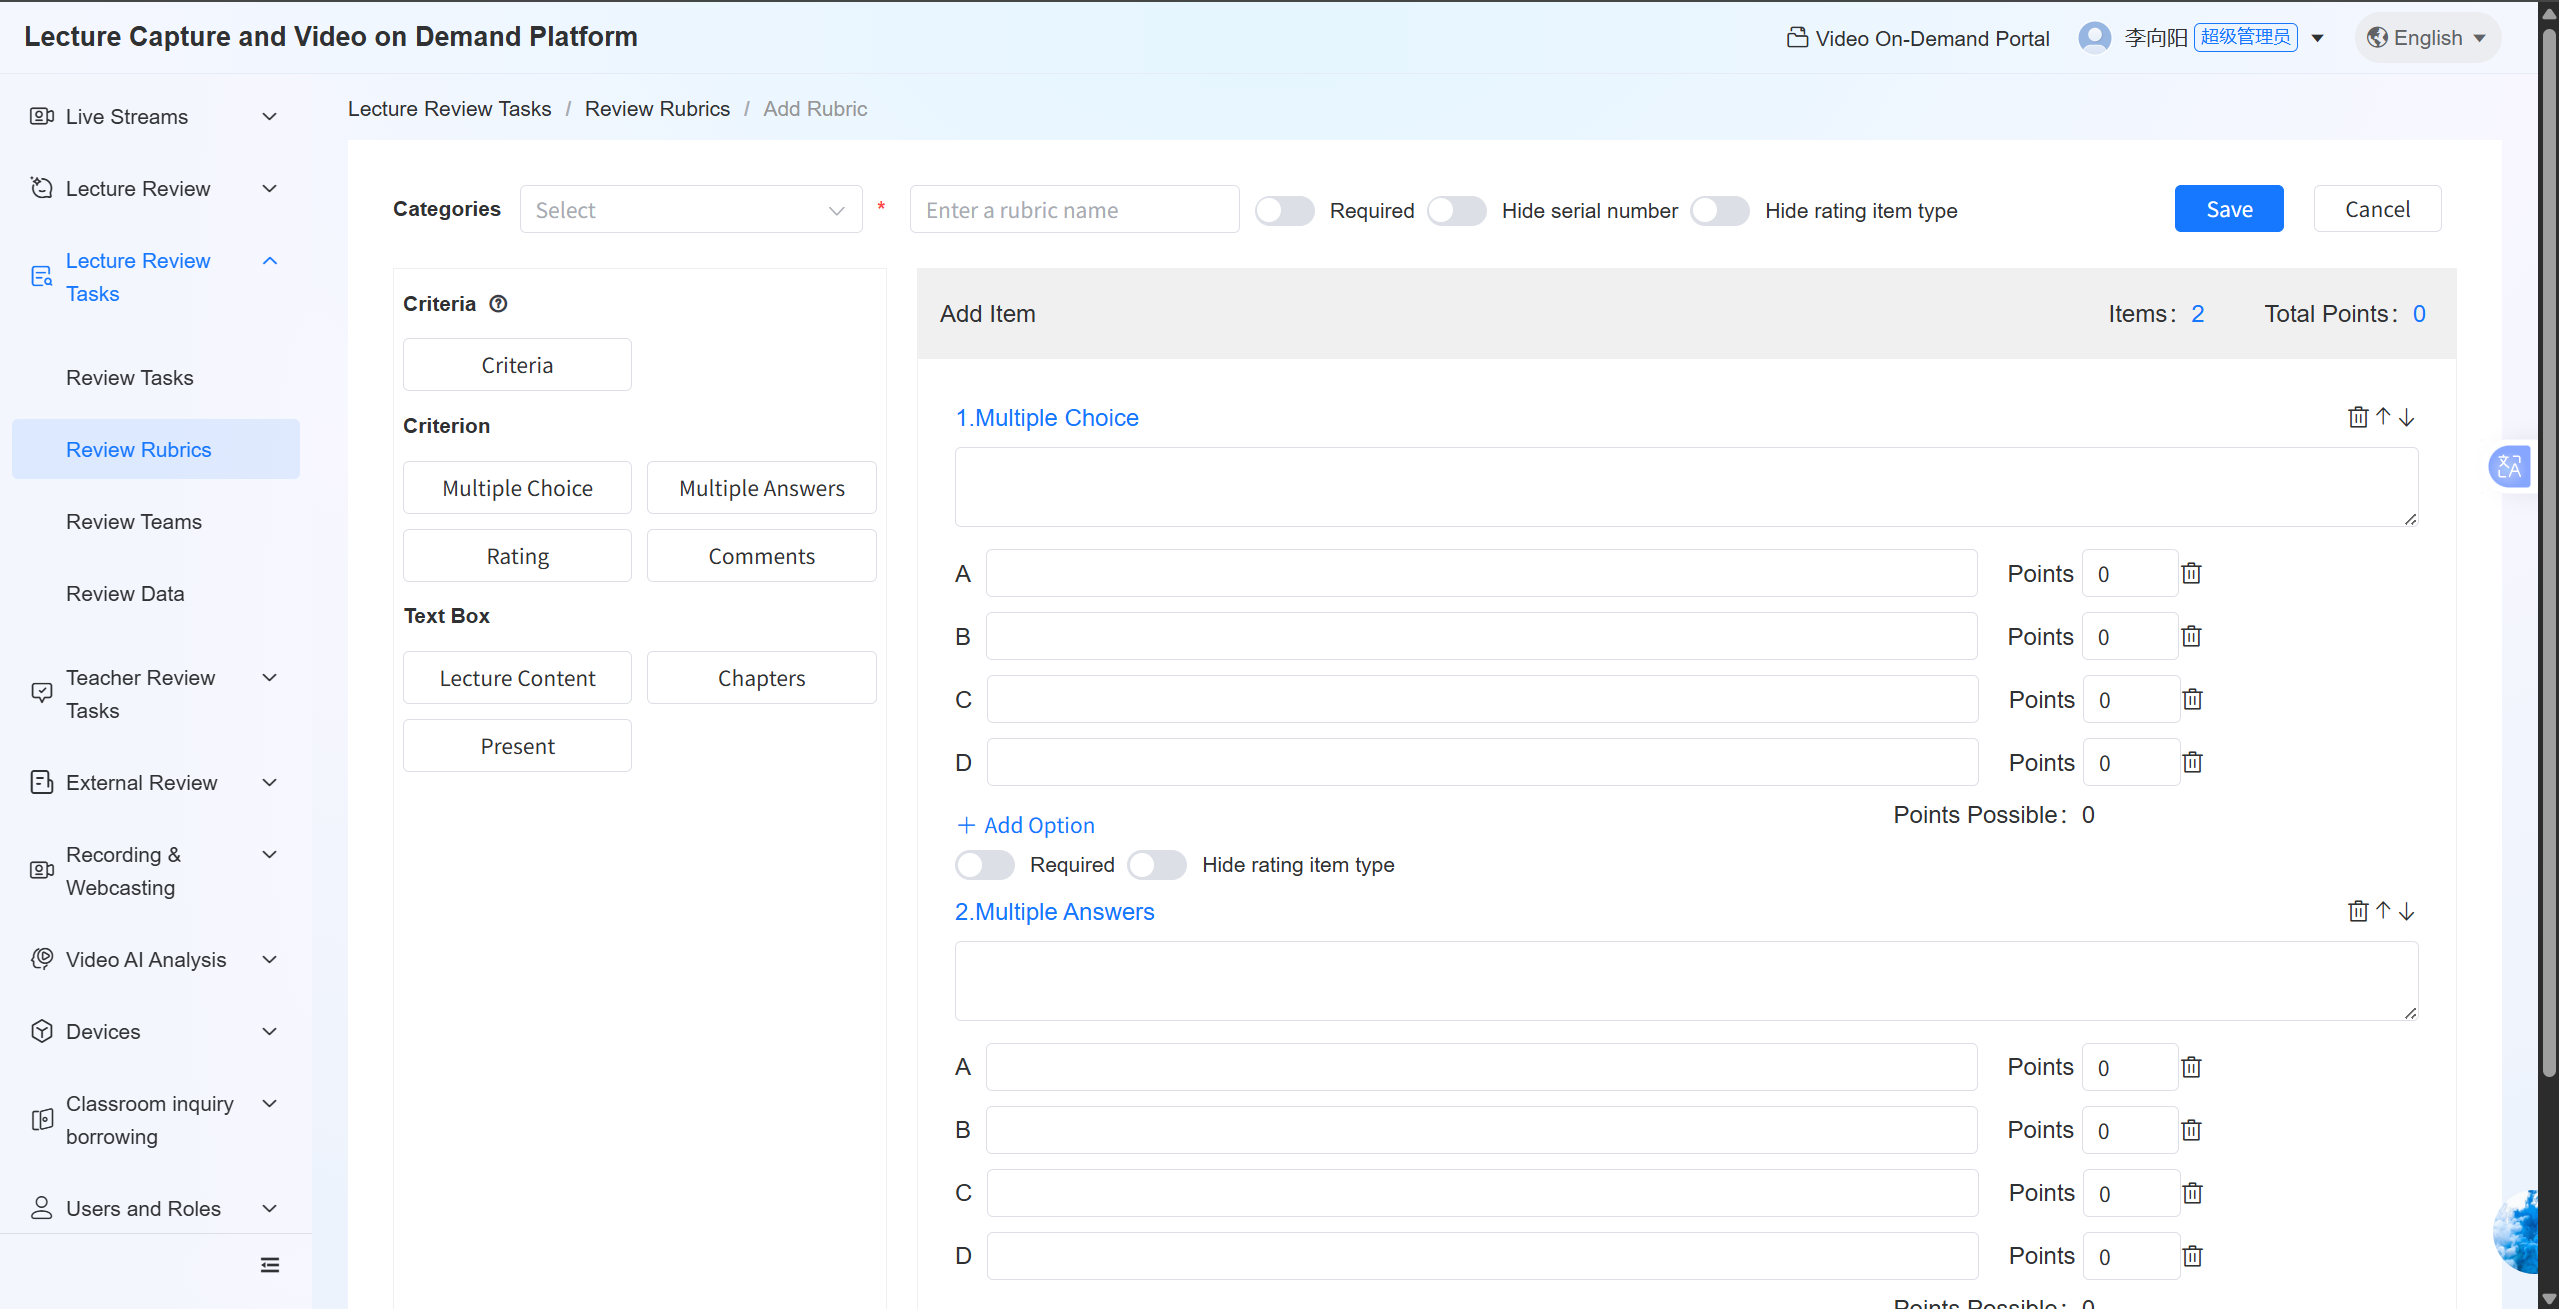 Lecture Capture and Video on Demand Platform
Video On-Demand Portal
李向阳 超级管理员
English
Live Streams
Lecture Review
Lecture Review
Tasks
Review Tasks
Review Rubrics
Review Teams
Review Data
Teacher Review
Tasks
External Review
Recording &
Webcasting
Video AI Analysis
Devices
Classroom inquiry
borrowing
Users and Roles
Lecture Review Tasks / Review Rubrics / Add Rubric
Categories Select * Enter a rubric name Required Hide serial number Hide rating item type Save Cancel
Criteria
Criteria
Criterion
Multiple Choice Multiple Answers
Rating Comments
Text Box
Lecture Content Chapters
Present
Add Item Items: 2 Total Points: 0
1.Multiple Choice
A Points 0
B Points 0
C Points 0
D Points 0
Points Possible: 0
+ Add Option
Required Hide rating item type
2.Multiple Answers
A Points 0
B Points 0
C Points 0
D Points 0
Points Possible: 0